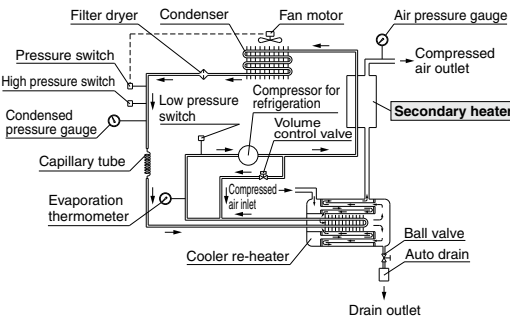 Filter dryer
Condenser
Fan motor
Air pressure gauge
Pressure switch
Compressed
air outlet
High pressure switch
Low pressure
switch
Compressor for
refrigeration
Secondary heater
Condensed
pressure gauge
Volume
control valve
Capillary tube
Compressed
air inlet
Evaporation
thermometer
Ball valve
Cooler re-heater
Auto drain
Drain outlet